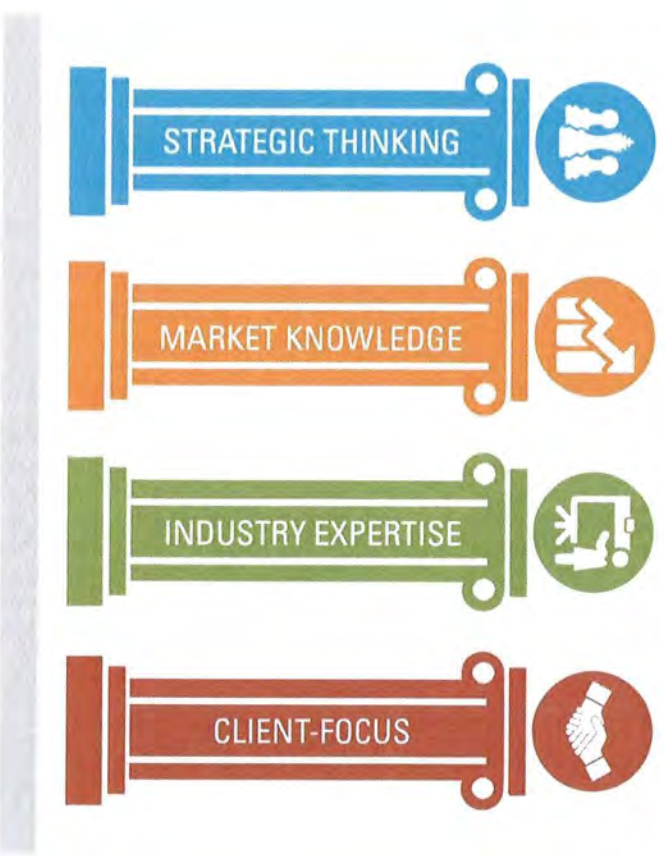 STRATEGIC THINKING
MARKET KNOWLEDGE
INDUSTRY EXPERTISE
CLIENT-FOCUS